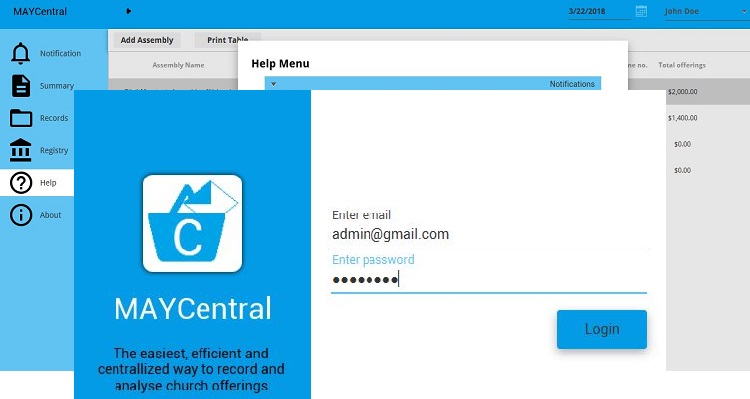 MAYCentral
3/22/2018
John Doe
Notification
Summary
Records
Registry
Help
About
Add Assembly
Print Table
Assembly Name
ne no.
Total offerings
$2,000.00
$1,400.00
$0.00
$0.00
Help Menu
Notifications
C
MAYCentral
The easiest, efficient and
centrallized way to record and
analyse church offerings
Enter email
admin@gmail.com
Enter password
●●●●●●●●
Login